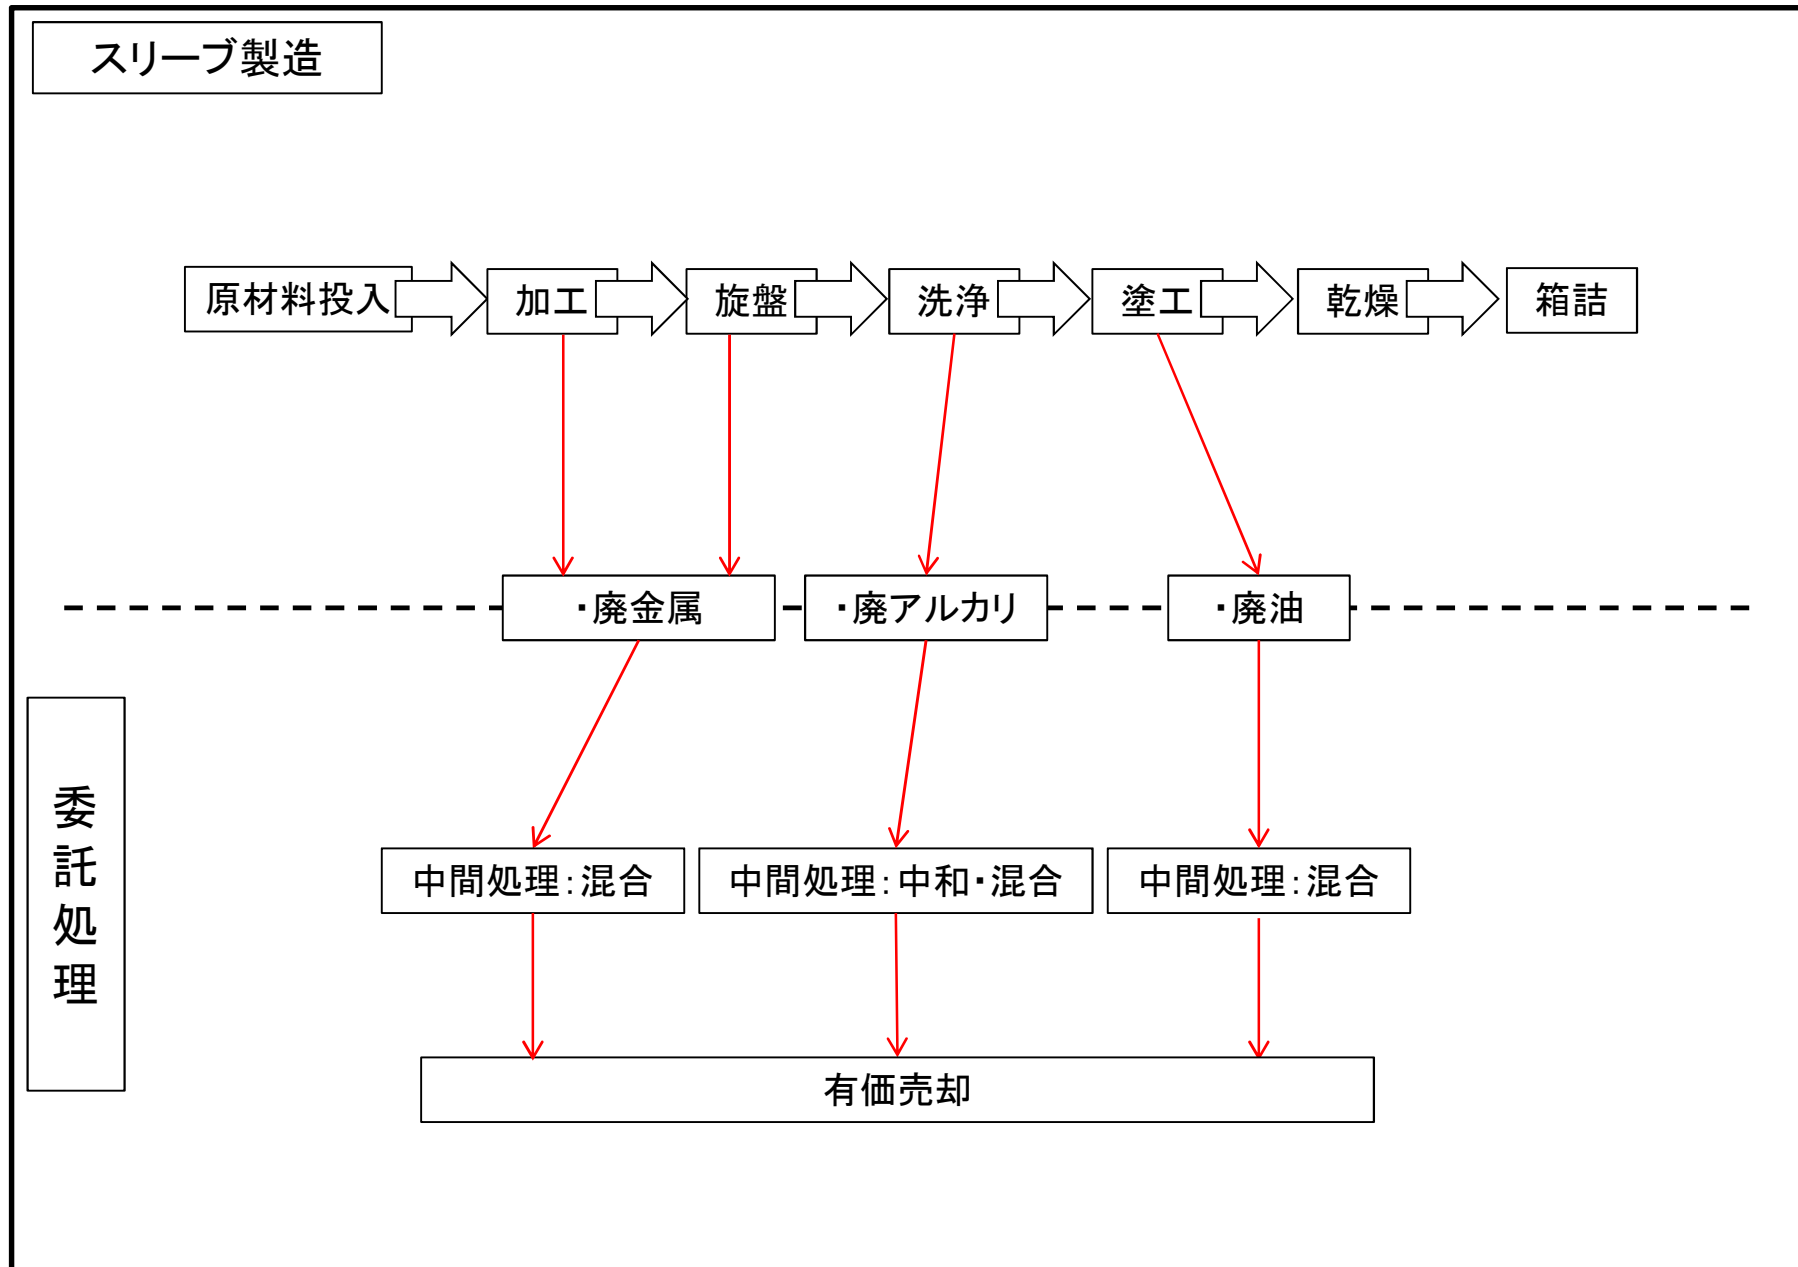 スリーブ製造
原材料投入
加工
旋盤
洗浄
塗工
乾燥
箱詰
・廃金属
・廃アルカリ
・廃油
委託処理
中間処理：混合
中間処理：中和・混合
中間処理：混合
有価売却